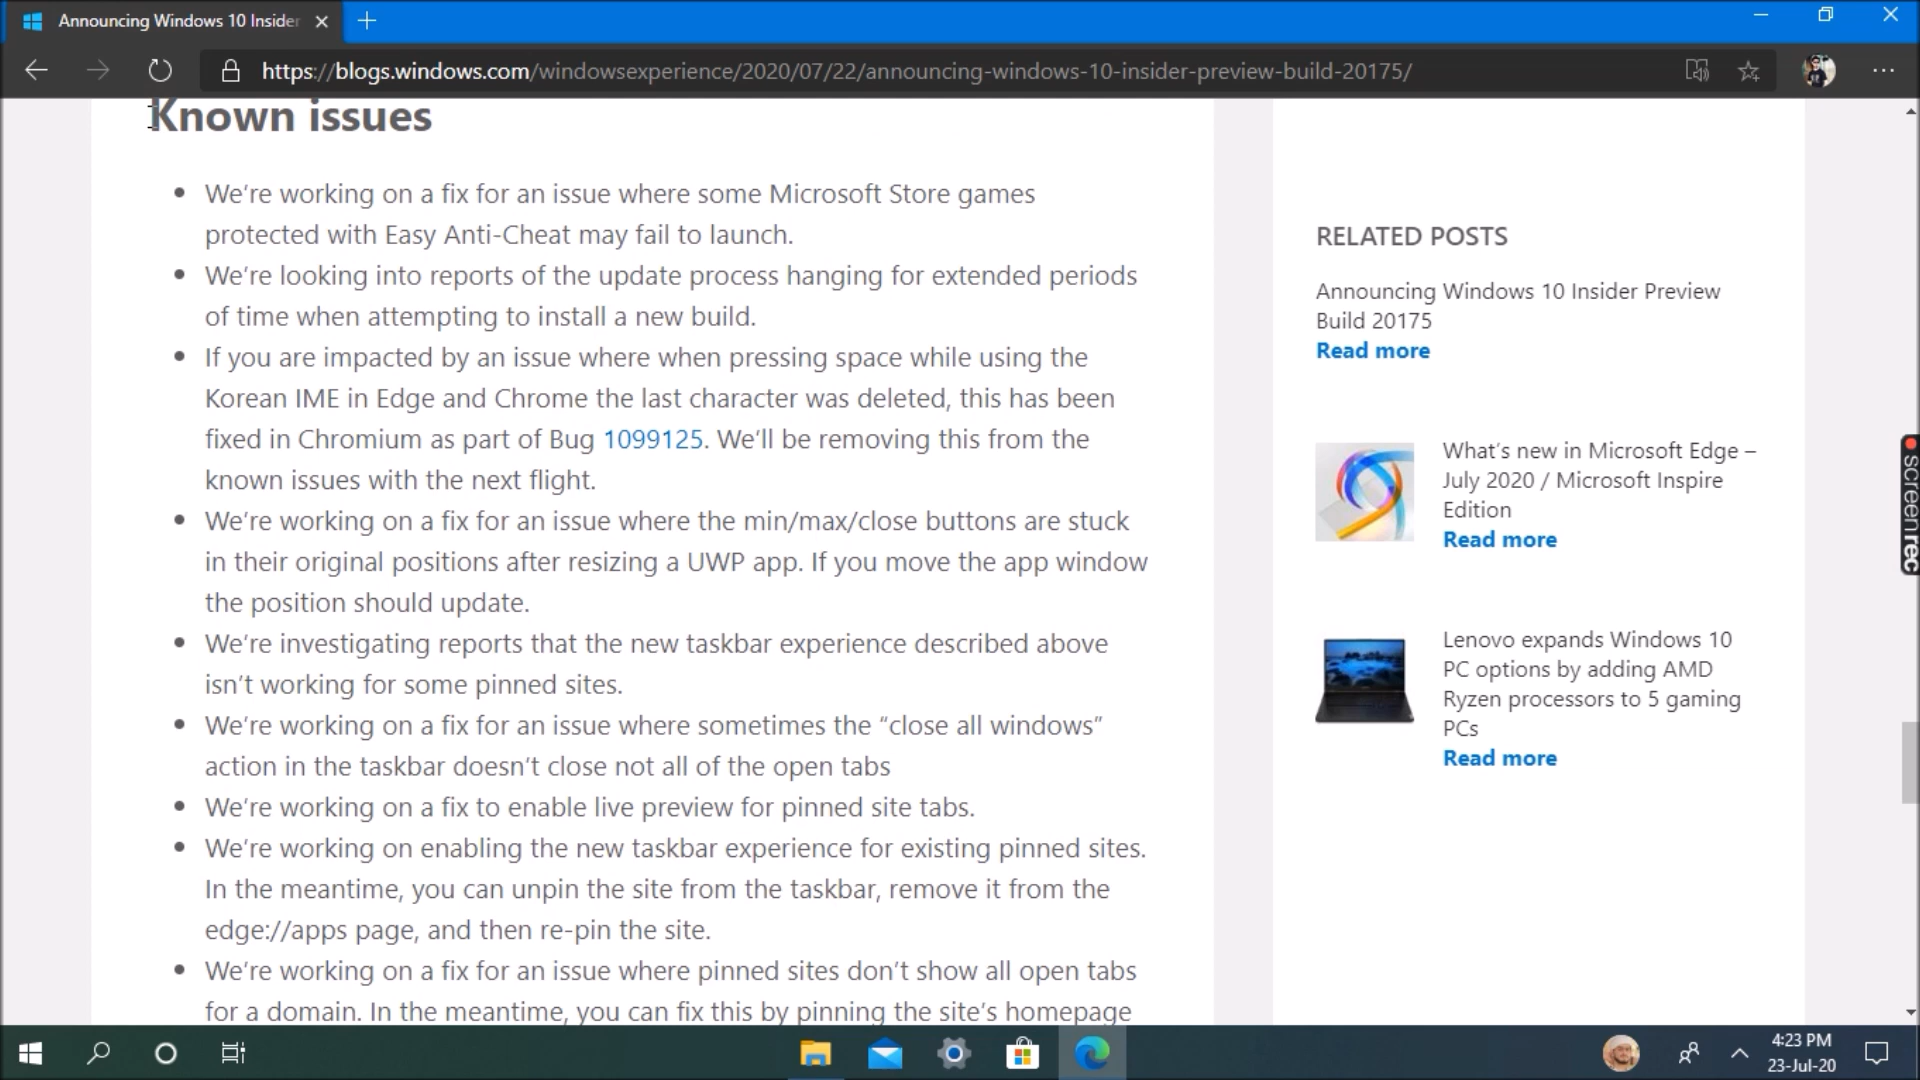 Announcing Windows 10 Insider
https://blogs.windows.com/windowsexperience/2020/07/22/announcing-windows-10-insider-preview-build-20175/
Known issues
We’re working on a fix for an issue where some Microsoft Store games
protected with Easy Anti-Cheat may fail to launch.
We’re looking into reports of the update process hanging for extended periods
of time when attempting to install a new build.
If you are impacted by an issue where when pressing space while using the
Korean IME in Edge and Chrome the last character was deleted, this has been
fixed in Chromium as part of Bug 1099125. We’ll be removing this from the
known issues with the next flight.
We’re working on a fix for an issue where the min/max/close buttons are stuck
in their original positions after resizing a UWP app. If you move the app window
the position should update.
We’re investigating reports that the new taskbar experience described above
isn’t working for some pinned sites.
We’re working on a fix for an issue where sometimes the “close all windows”
action in the taskbar doesn’t close not all of the open tabs
We’re working on a fix to enable live preview for pinned site tabs.
We’re working on enabling the new taskbar experience for existing pinned sites.
In the meantime, you can unpin the site from the taskbar, remove it from the
edge://apps page, and then re-pin the site.
We’re working on a fix for an issue where pinned sites don’t show all open tabs
for a domain. In the meantime, you can fix this by pinning the site’s homepage
RELATED POSTS
Announcing Windows 10 Insider Preview
Build 20175
Read more
What’s new in Microsoft Edge –
July 2020 / Microsoft Inspire
Edition
Read more
Lenovo expands Windows 10
PC options by adding AMD
Ryzen processors to 5 gaming
PCs
Read more
screenrec
4:23 PM
23-Jul-20